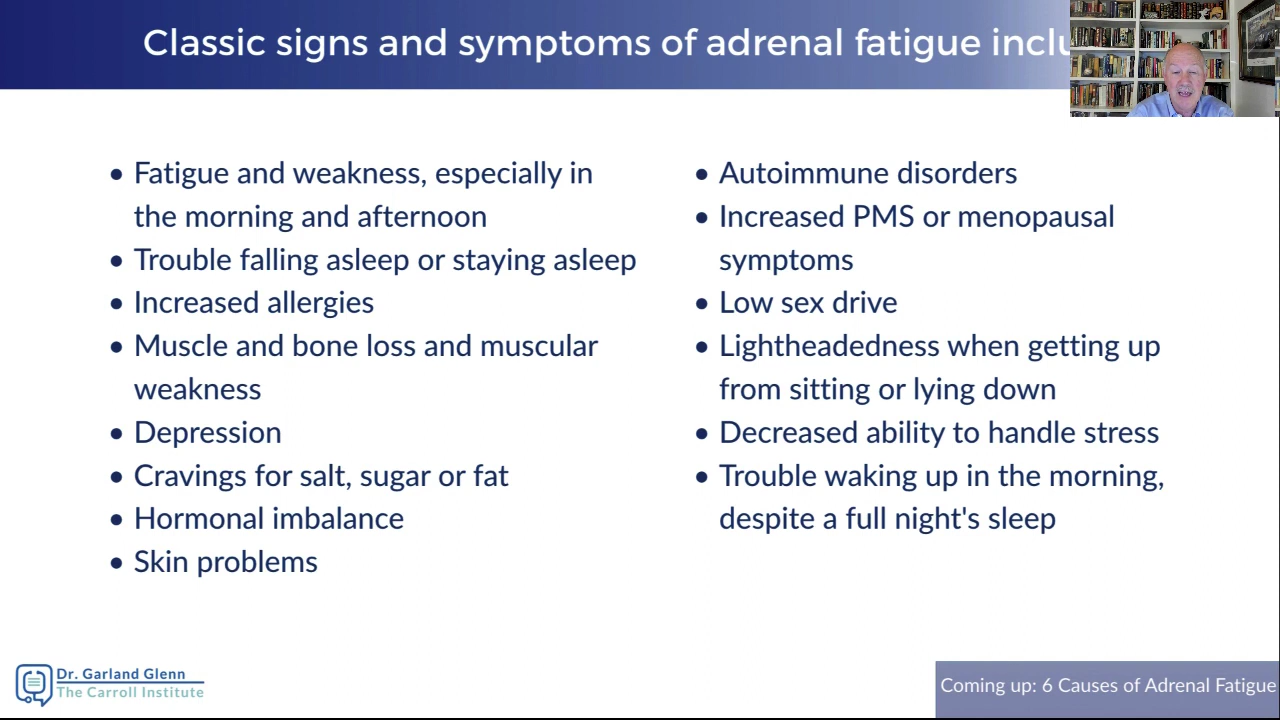 Classic signs and symptoms of adrenal fatigue
• Fatigue and weakness, especially in
the morning and afternoon
• Trouble falling asleep or staying asleep
• Increased allergies
• Muscle and bone loss and muscular
weakness
• Depression
• Cravings for salt, sugar or fat
• Hormonal imbalance
• Skin problems
• Autoimmune disorders
• Increased PMS or menopausal
symptoms
• Low sex drive
• Lightheadedness when getting up
from sitting or lying down
• Decreased ability to handle stress
• Trouble waking up in the morning,
despite a full night's sleep
Dr. Garland Glenn
The Carroll Institute
Coming up: 6 Causes of Adrenal Fatigue